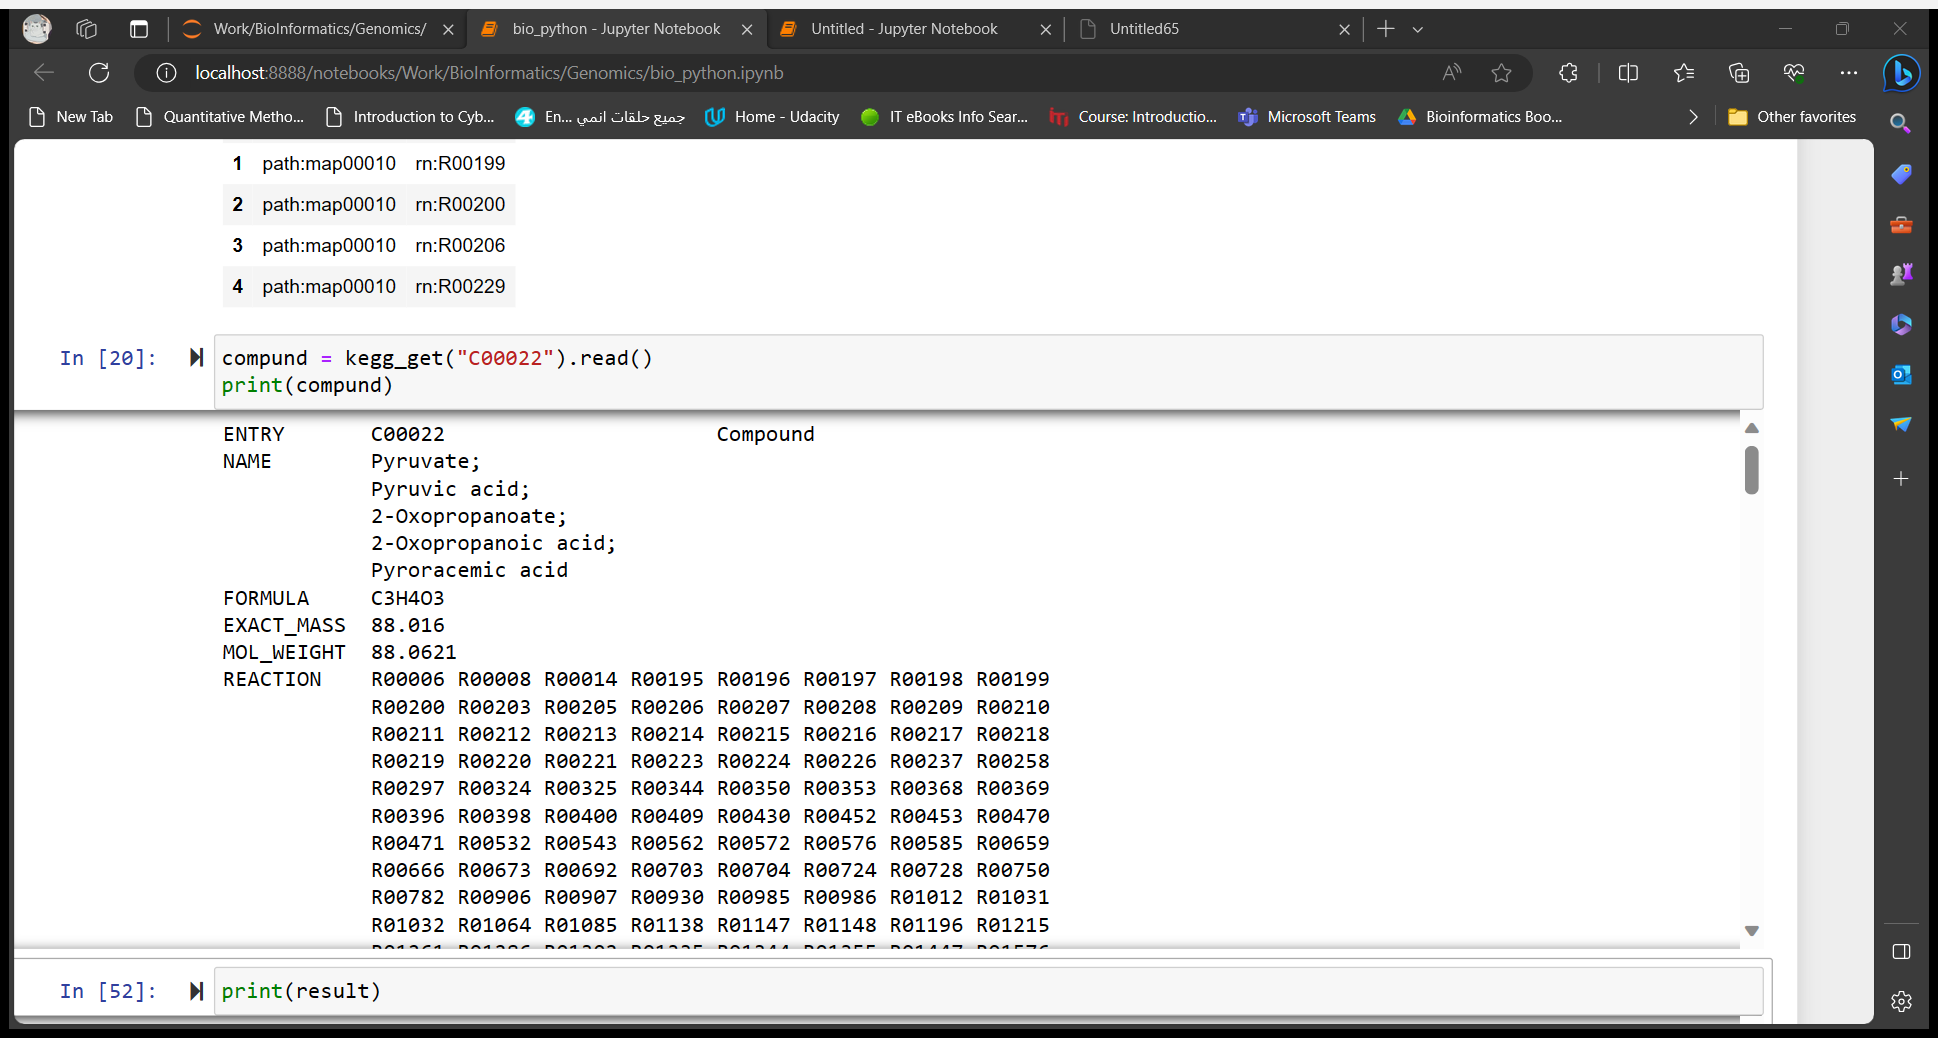 Work/BioInformatics/Genomics/
bio_python - Jupyter Notebook
Untitled - Jupyter Notebook
Untitled65
localhost:8888/notebooks/Work/BioInformatics/Genomics/bio_python.ipynb
New Tab
Quantitative Metho...
Introduction to Cyb...
En... جميع حلقات انمي
Home - Udacity
IT eBooks Info Sear...
Course: Introductio...
Microsoft Teams
Bioinformatics Boo...
Other favorites
1 path:map00010 rn:R00199
2 path:map00010 rn:R00200
3 path:map00010 rn:R00206
4 path:map00010 rn:R00229
In [20]: compund = kegg_get("C00022").read()
print(compund)
ENTRY C00022 Compound
NAME Pyruvate;
Pyruvic acid;
2-Oxopropanoate;
2-Oxopropanoic acid;
Pyroracemic acid
FORMULA C3H4O3
EXACT_MASS 88.016
MOL_WEIGHT 88.0621
REACTION R00006 R00008 R00014 R00195 R00196 R00197 R00198 R00199
R00200 R00203 R00205 R00206 R00207 R00208 R00209 R00210
R00211 R00212 R00213 R00214 R00215 R00216 R00217 R00218
R00219 R00220 R00221 R00223 R00224 R00226 R00237 R00258
R00297 R00324 R00325 R00344 R00350 R00353 R00368 R00369
R00396 R00398 R00400 R00409 R00430 R00452 R00453 R00470
R00471 R00532 R00543 R00562 R00572 R00576 R00585 R00659
R00666 R00673 R00692 R00703 R00704 R00724 R00728 R00750
R00782 R00906 R00907 R00930 R00985 R00986 R01012 R01031
R01032 R01064 R01085 R01138 R01147 R01148 R01196 R01215
In [52]: print(result)